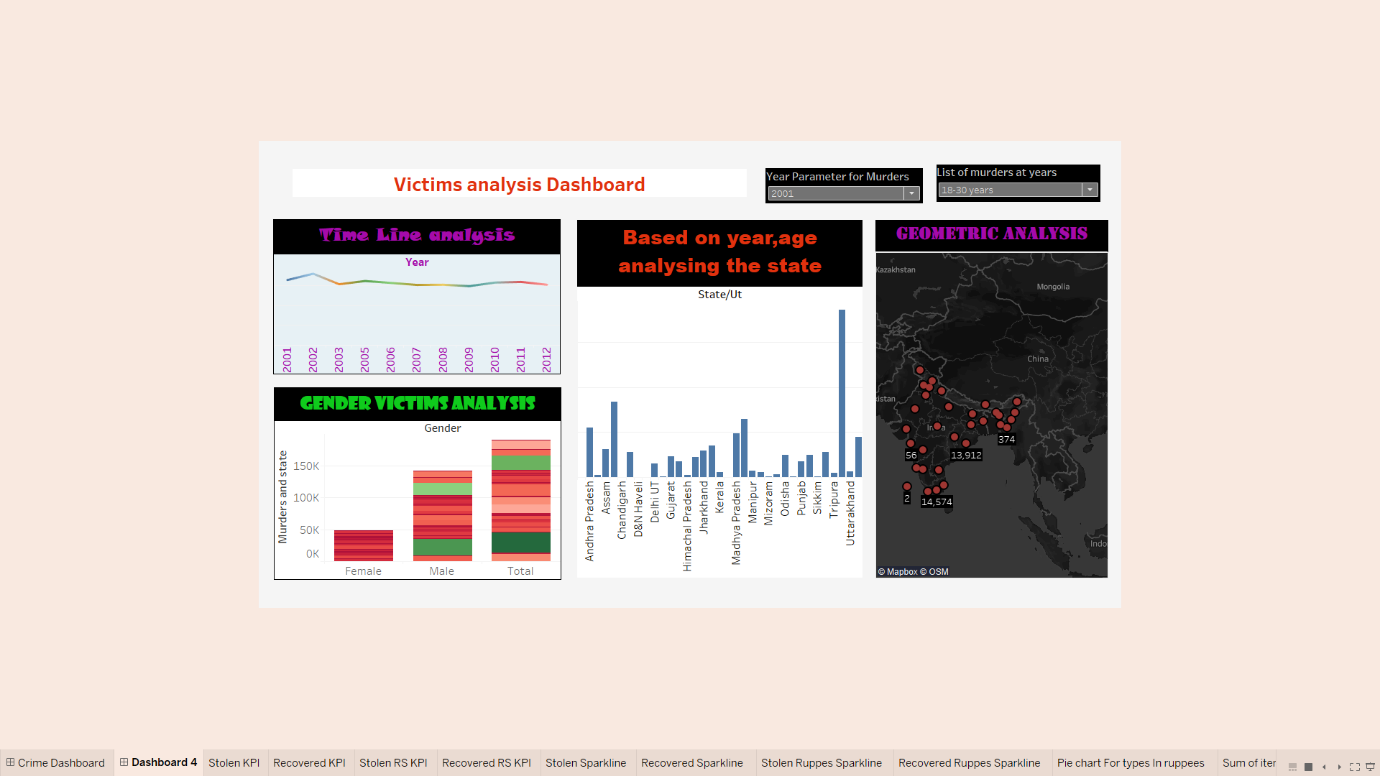 Victims analysis Dashboard
Year Parameter for Murders
2001
List of murders at years
18-30 years
Time Line analysis
Year
2001
2002
2003
2005
2006
2007
2008
2009
2010
2011
2012
GENDER VICTIMS ANALYSIS
Gender
Murders and state
150K
100K
50K
0K
Female
Male
Total
Based on year,age
analysing the state
State/Ut
Andhra Pradesh
Assam
Chandigarh
D&N Haveli
Delhi UT
Gujarat
Himachal Pradesh
Jharkhand
Kerala
Madhya Pradesh
Manipur
Mizoram
Odisha
Punjab
Sikkim
Tripura
Uttarakhand
GEOMETRIC ANALYSIS
Kazakhstan
Mongolia
China
istan
374
56
13,912
2
14,574
Indo
© Mapbox © OSM
Crime Dashboard
Dashboard 4
Stolen KPI
Recovered KPI
Stolen RS KPI
Recovered RS KPI
Stolen Sparkline
Recovered Sparkline
Stolen Ruppes Sparkline
Recovered Ruppes Sparkline
Pie chart For types In ruppees
Sum of iter